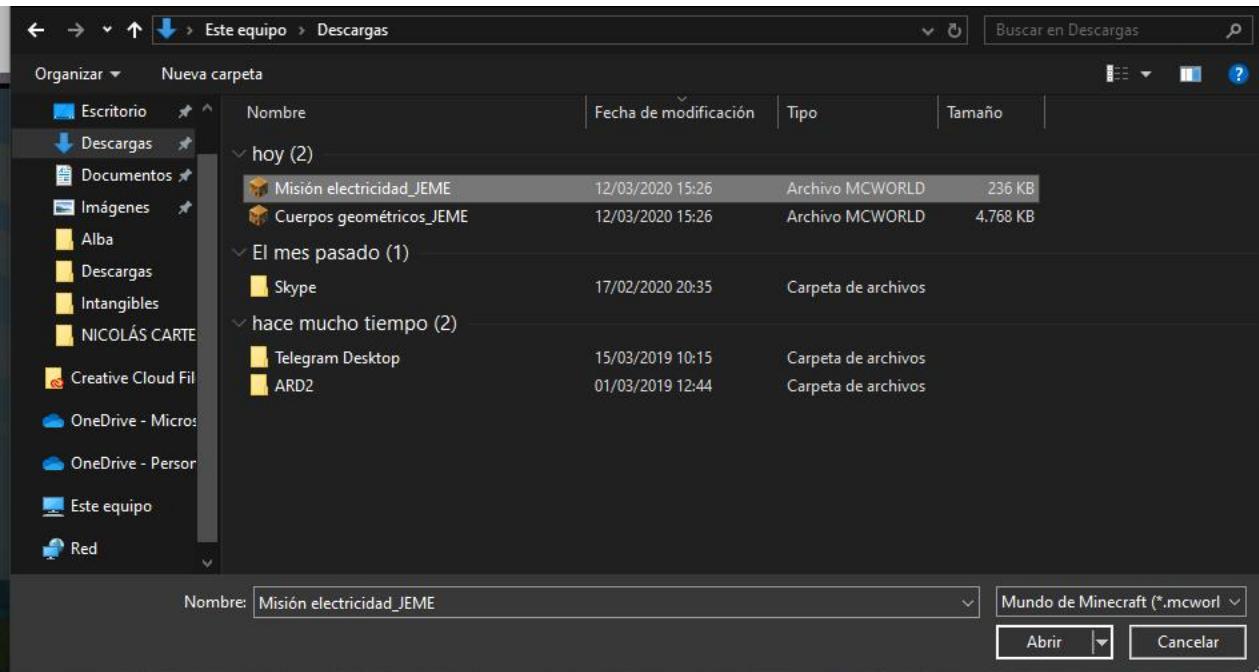 Este equipo > Descargas
Buscar en Descargas
Organizar
Nueva carpeta
?
Escritorio
Descargas
Documentos
Imágenes
Alba
Descargas
Intangibles
NICOLÁS CARTE
Creative Cloud Fil
OneDrive - Micros
OneDrive - Person
Este equipo
Red
Nombre Fecha de modificación Tipo Tamaño
hoy (2)
Misión electricidad_JEME 12/03/2020 15:26 Archivo MCWORLD 236 KB
Cuerpos geométricos_JEME 12/03/2020 15:26 Archivo MCWORLD 4.768 KB
El mes pasado (1)
Skype 17/02/2020 20:35 Carpeta de archivos
hace mucho tiempo (2)
Telegram Desktop 15/03/2019 10:15 Carpeta de archivos
ARD2 01/03/2019 12:44 Carpeta de archivos
Nombre: Misión electricidad_JEME
Mundo de Minecraft (*.mcworl
Abrir
Cancelar